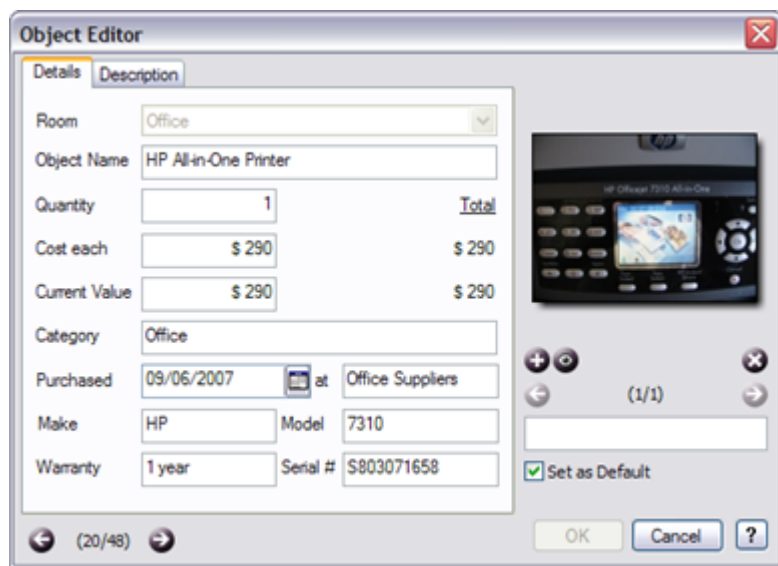 Object Editor
Details Description
Room Office
Object Name HP All-in-One Printer
Quantity 1 Total
Cost each $ 290 $ 290
Current Value $ 290 $ 290
Category Office
Purchased 09/06/2007 at Office Suppliers
Make HP Model 7310
Warranty 1 year Serial # S803071658
(20/48)
hp
HP Officejet 7310 All-in-One
(1/1)
Set as Default
OK Cancel ?